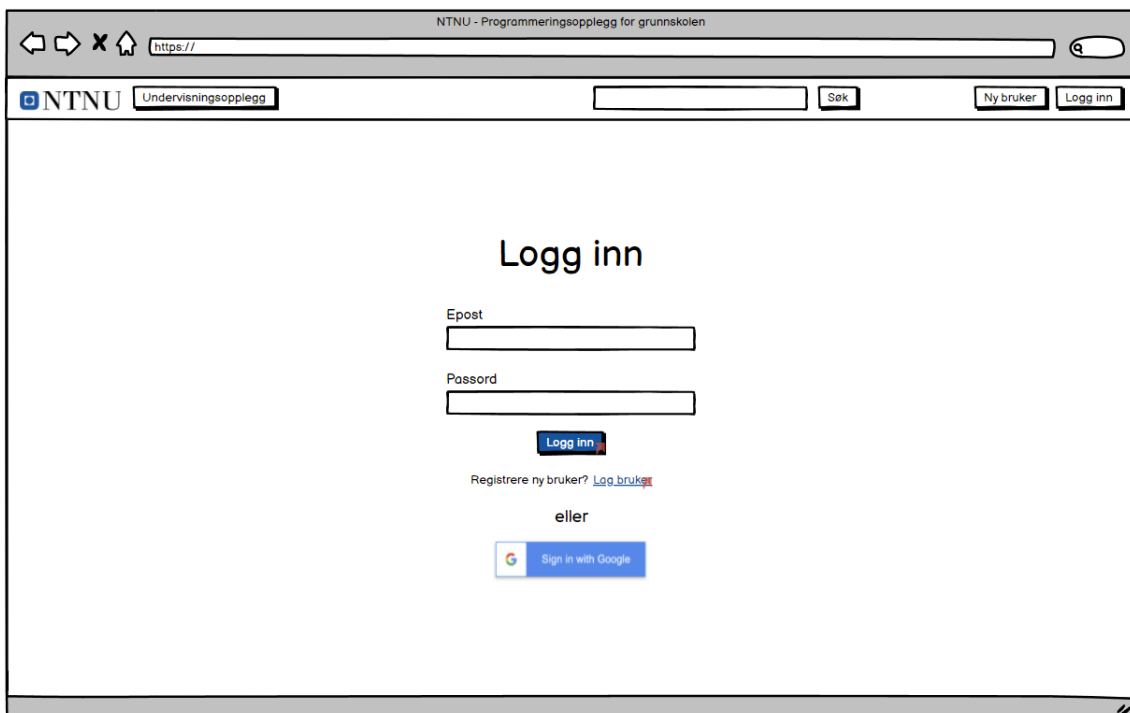 NTNU - Programmeringsopplegg for grunnskolen
https://
NTNU Undervisningsopplegg Søk Ny bruker Logg inn
Logg inn
Epost
Passord
Logg inn
Registrere ny bruker? Lag bruker
eller
G Sign in with Google